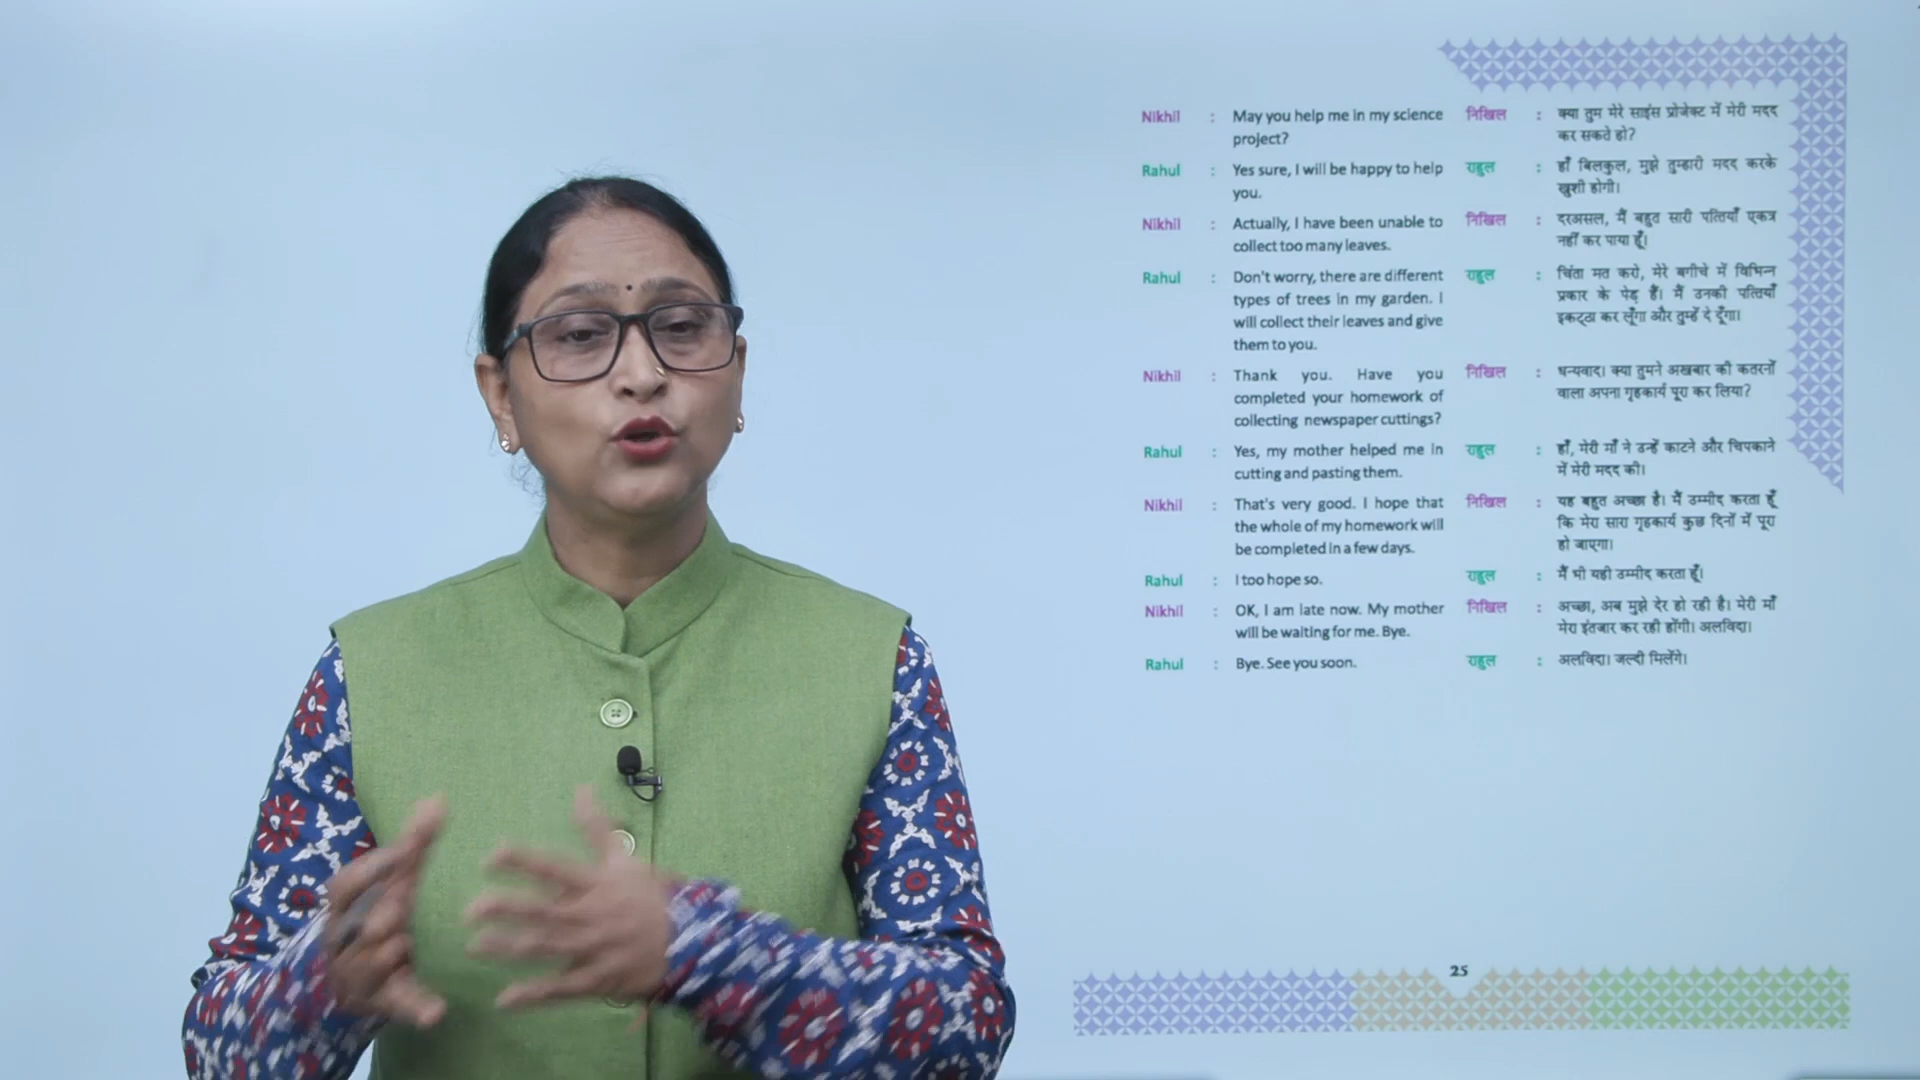 Nikhil : May you help me in my science
project?
Rahul : Yes sure, I will be happy to help
you.
Nikhil : Actually, I have been unable to
collect too many leaves.
Rahul : Don't worry, there are different
types of trees in my garden. I
will collect their leaves and give
them to you.
Nikhil : Thank you. Have you
completed your homework of
collecting newspaper cuttings?
Rahul : Yes, my mother helped me in
cutting and pasting them.
Nikhil : That's very good. I hope that
the whole of my homework will
be completed in a few days.
Rahul : I too hope so.
Nikhil : OK, I am late now. My mother
will be waiting for me. Bye.
Rahul : Bye. See you soon.
निखिल : क्या तुम मेरे साइंस प्रोजेक्ट में मेरी मदद
कर सकते हो?
राहुल : हाँ बिलकुल, मुझे तुम्हारी मदद करके
खुशी होगी।
निखिल : दरअसल, मैं बहुत सारी पत्तियाँ एकत्र
नहीं कर पाया हूँ।
राहुल : चिंता मत करो, मेरे बगीचे में विभिन्न
प्रकार के पेड़ हैं। मैं उनकी पत्तियाँ
इकट्ठा कर लूँगा और तुम्हें दे दूँगा।
निखिल : धन्यवाद। क्या तुमने अखबार की कतरनों
वाला अपना गृहकार्य पूरा कर लिया?
राहुल : हाँ, मेरी माँ ने उन्हें काटने और चिपकाने
में मेरी मदद की।
निखिल : यह बहुत अच्छा है। मैं उम्मीद करता हूँ
कि मेरा सारा गृहकार्य कुछ दिनों में पूरा
हो जाएगा।
राहुल : मैं भी यही उम्मीद करता हूँ।
निखिल : अच्छा, अब मुझे देर हो रही है। मेरी माँ
मेरा इंतजार कर रही होंगी। अलविदा।
राहुल : अलविदा। जल्दी मिलेंगे।
25